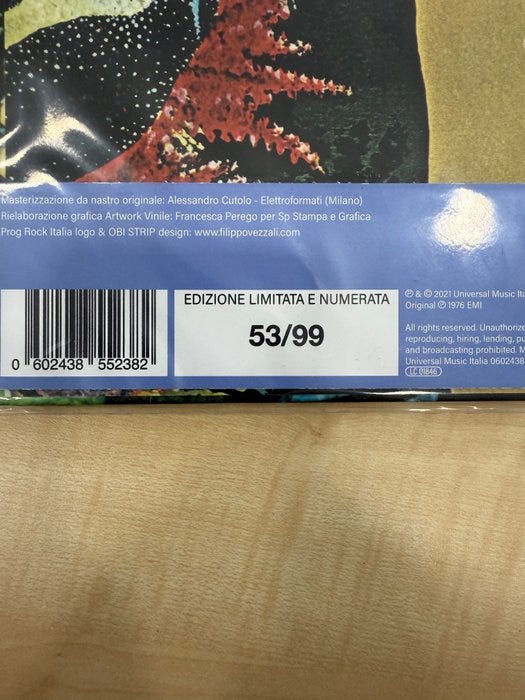 Masterizzazione da nastro originale: Alessandro Cutolo - Elettroformati (Milano)
Rielaborazione grafica Artwork Vinile: Francesca Perego per Sp Stampa e Grafica
Prog Rock Italia logo & OBI STRIP design: www.filippovezzali.com
0 602438 552382
EDIZIONE LIMITATA E NUMERATA
53/99
℗ & © 2021 Universal Music
Original ℗ 1976 EMI
All rights reserved.
reproducing, hiring, lending,
and broadcasting prohibited.
Universal Music Italia 0602438
LC 01846